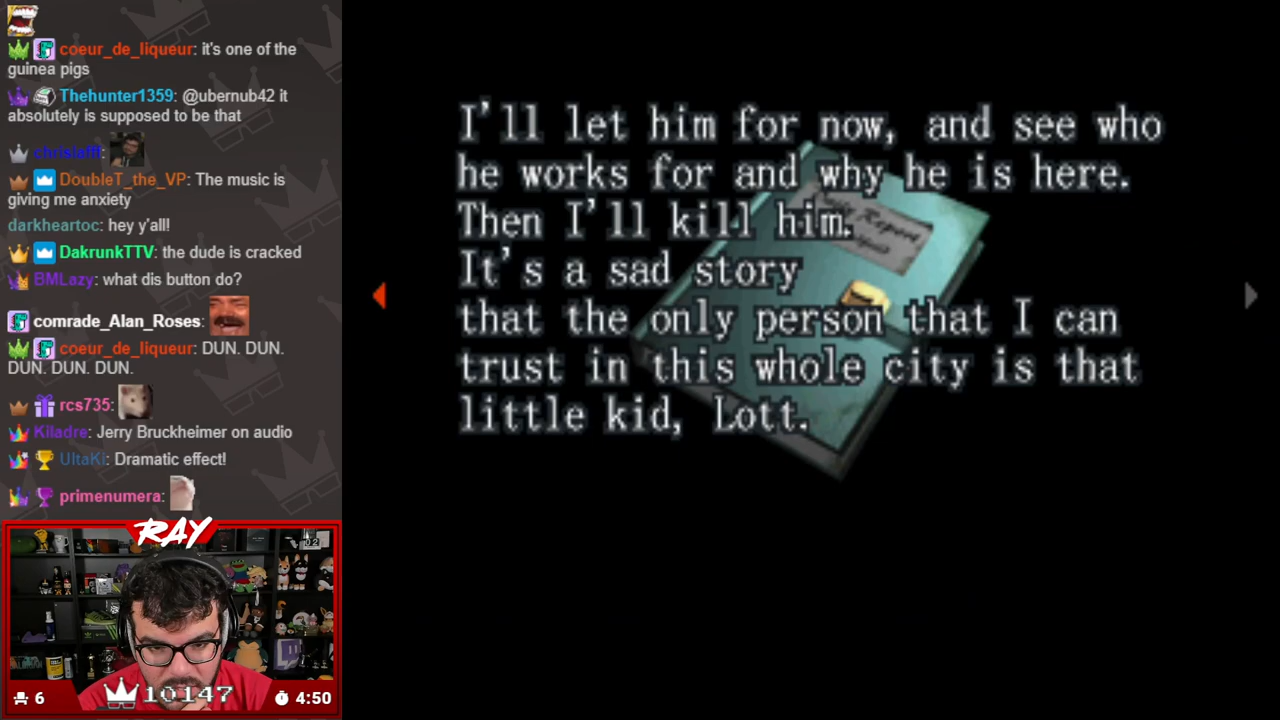 coeur_de_liqueur: it's one of the
guinea pigs
Thehunter1359: @ubernub42 it
absolutely is supposed to be that
chrislafff:
DoubleT_the_VP: The music is
giving me anxiety
darkheartoc: hey y'all!
DakrunkTTV: the dude is cracked
BMLazy: what dis button do?
comrade_Alan_Roses:
coeur_de_liqueur: DUN. DUN.
DUN. DUN. DUN.
rcs735:
Kiladre: Jerry Bruckheimer on audio
UltaKi: Dramatic effect!
primenumera:
RAY
6
10147
4:50
I'll let him for now, and see who
he works for and why he is here.
Then I'll kill him.
It's a sad story
that the only person that I can
trust in this whole city is that
little kid, Lott.
Report